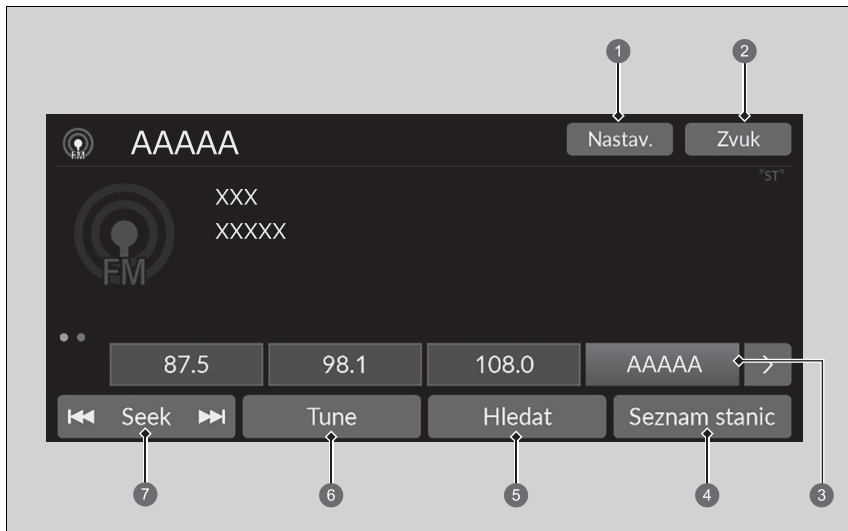 1 2
FM AAAAA Nastav. Zvuk
"ST"
XXX
XXXXX
FM
87.5 98.1 108.0 AAAAA >
Seek Tune Hledat Seznam stanic
7 6 5 4 3